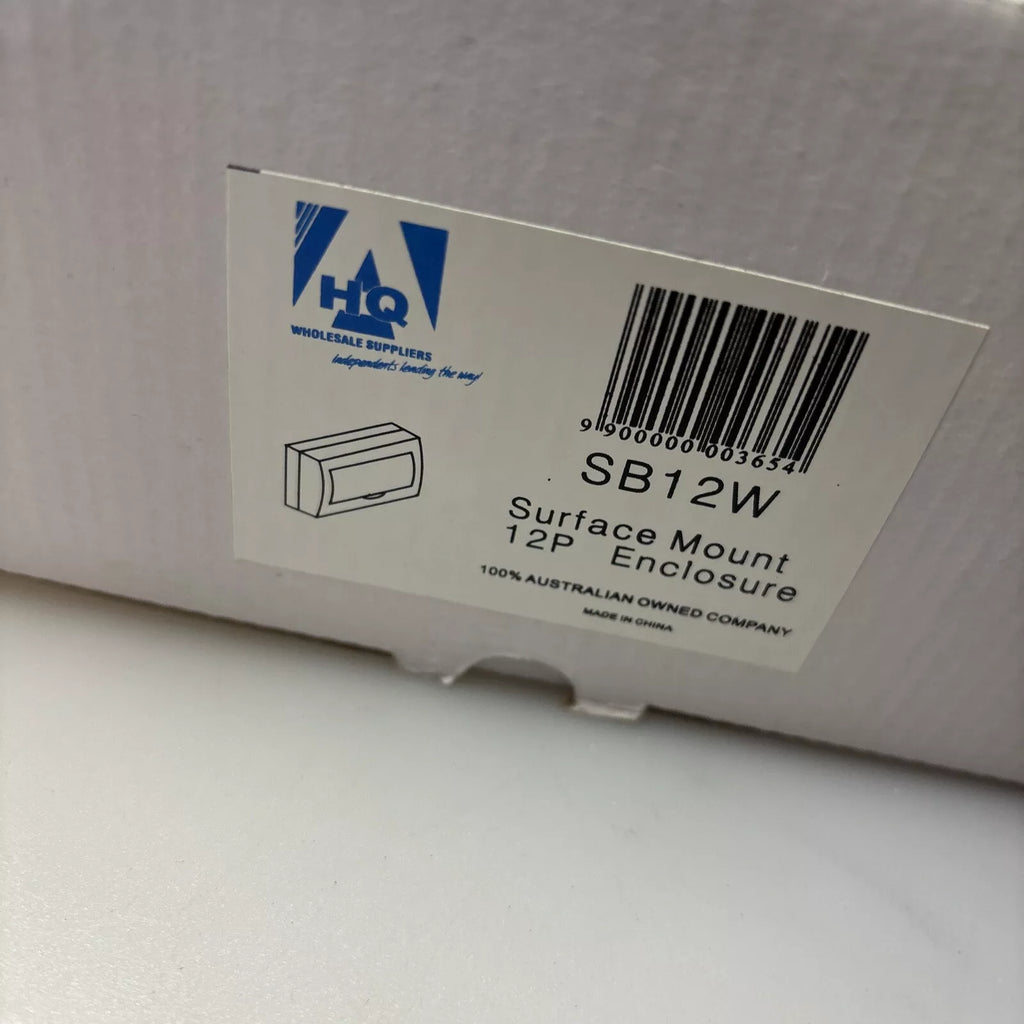 HQ
WHOLESALE SUPPLIERS
independents leading the way!
9 900000 003654
SB12W
Surface Mount
12P Enclosure
100% AUSTRALIAN OWNED COMPANY
MADE IN CHINA